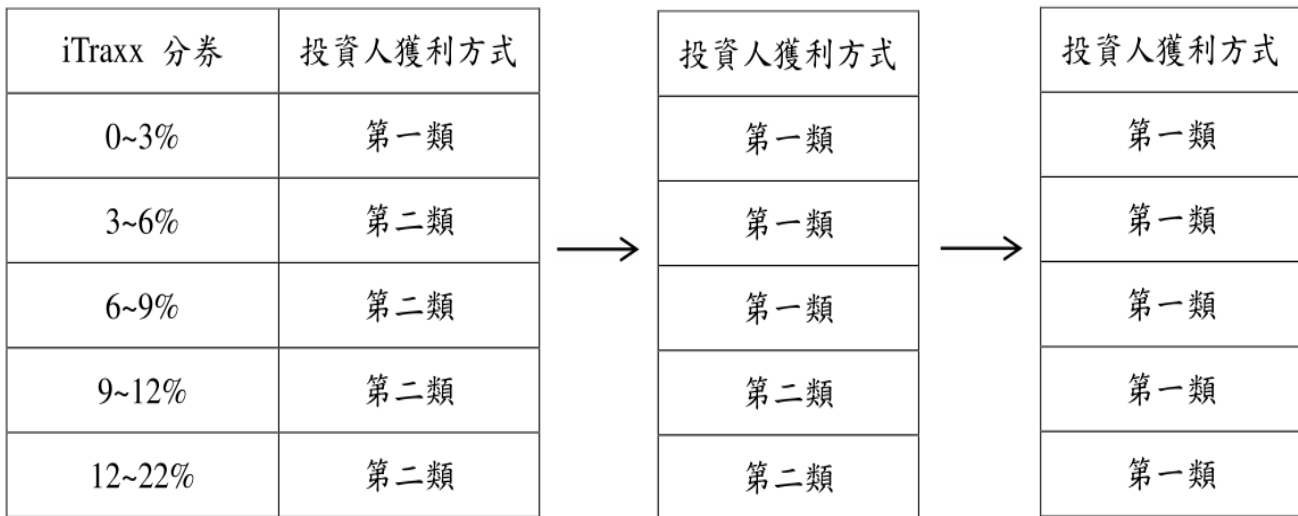 iTraxx 分券 投資人獲利方式
0~3% 第一類
3~6% 第二類
6~9% 第二類
9~12% 第二類
12~22% 第二類
投資人獲利方式
第一類
第一類
第一類
第二類
第二類
投資人獲利方式
第一類
第一類
第一類
第一類
第一類